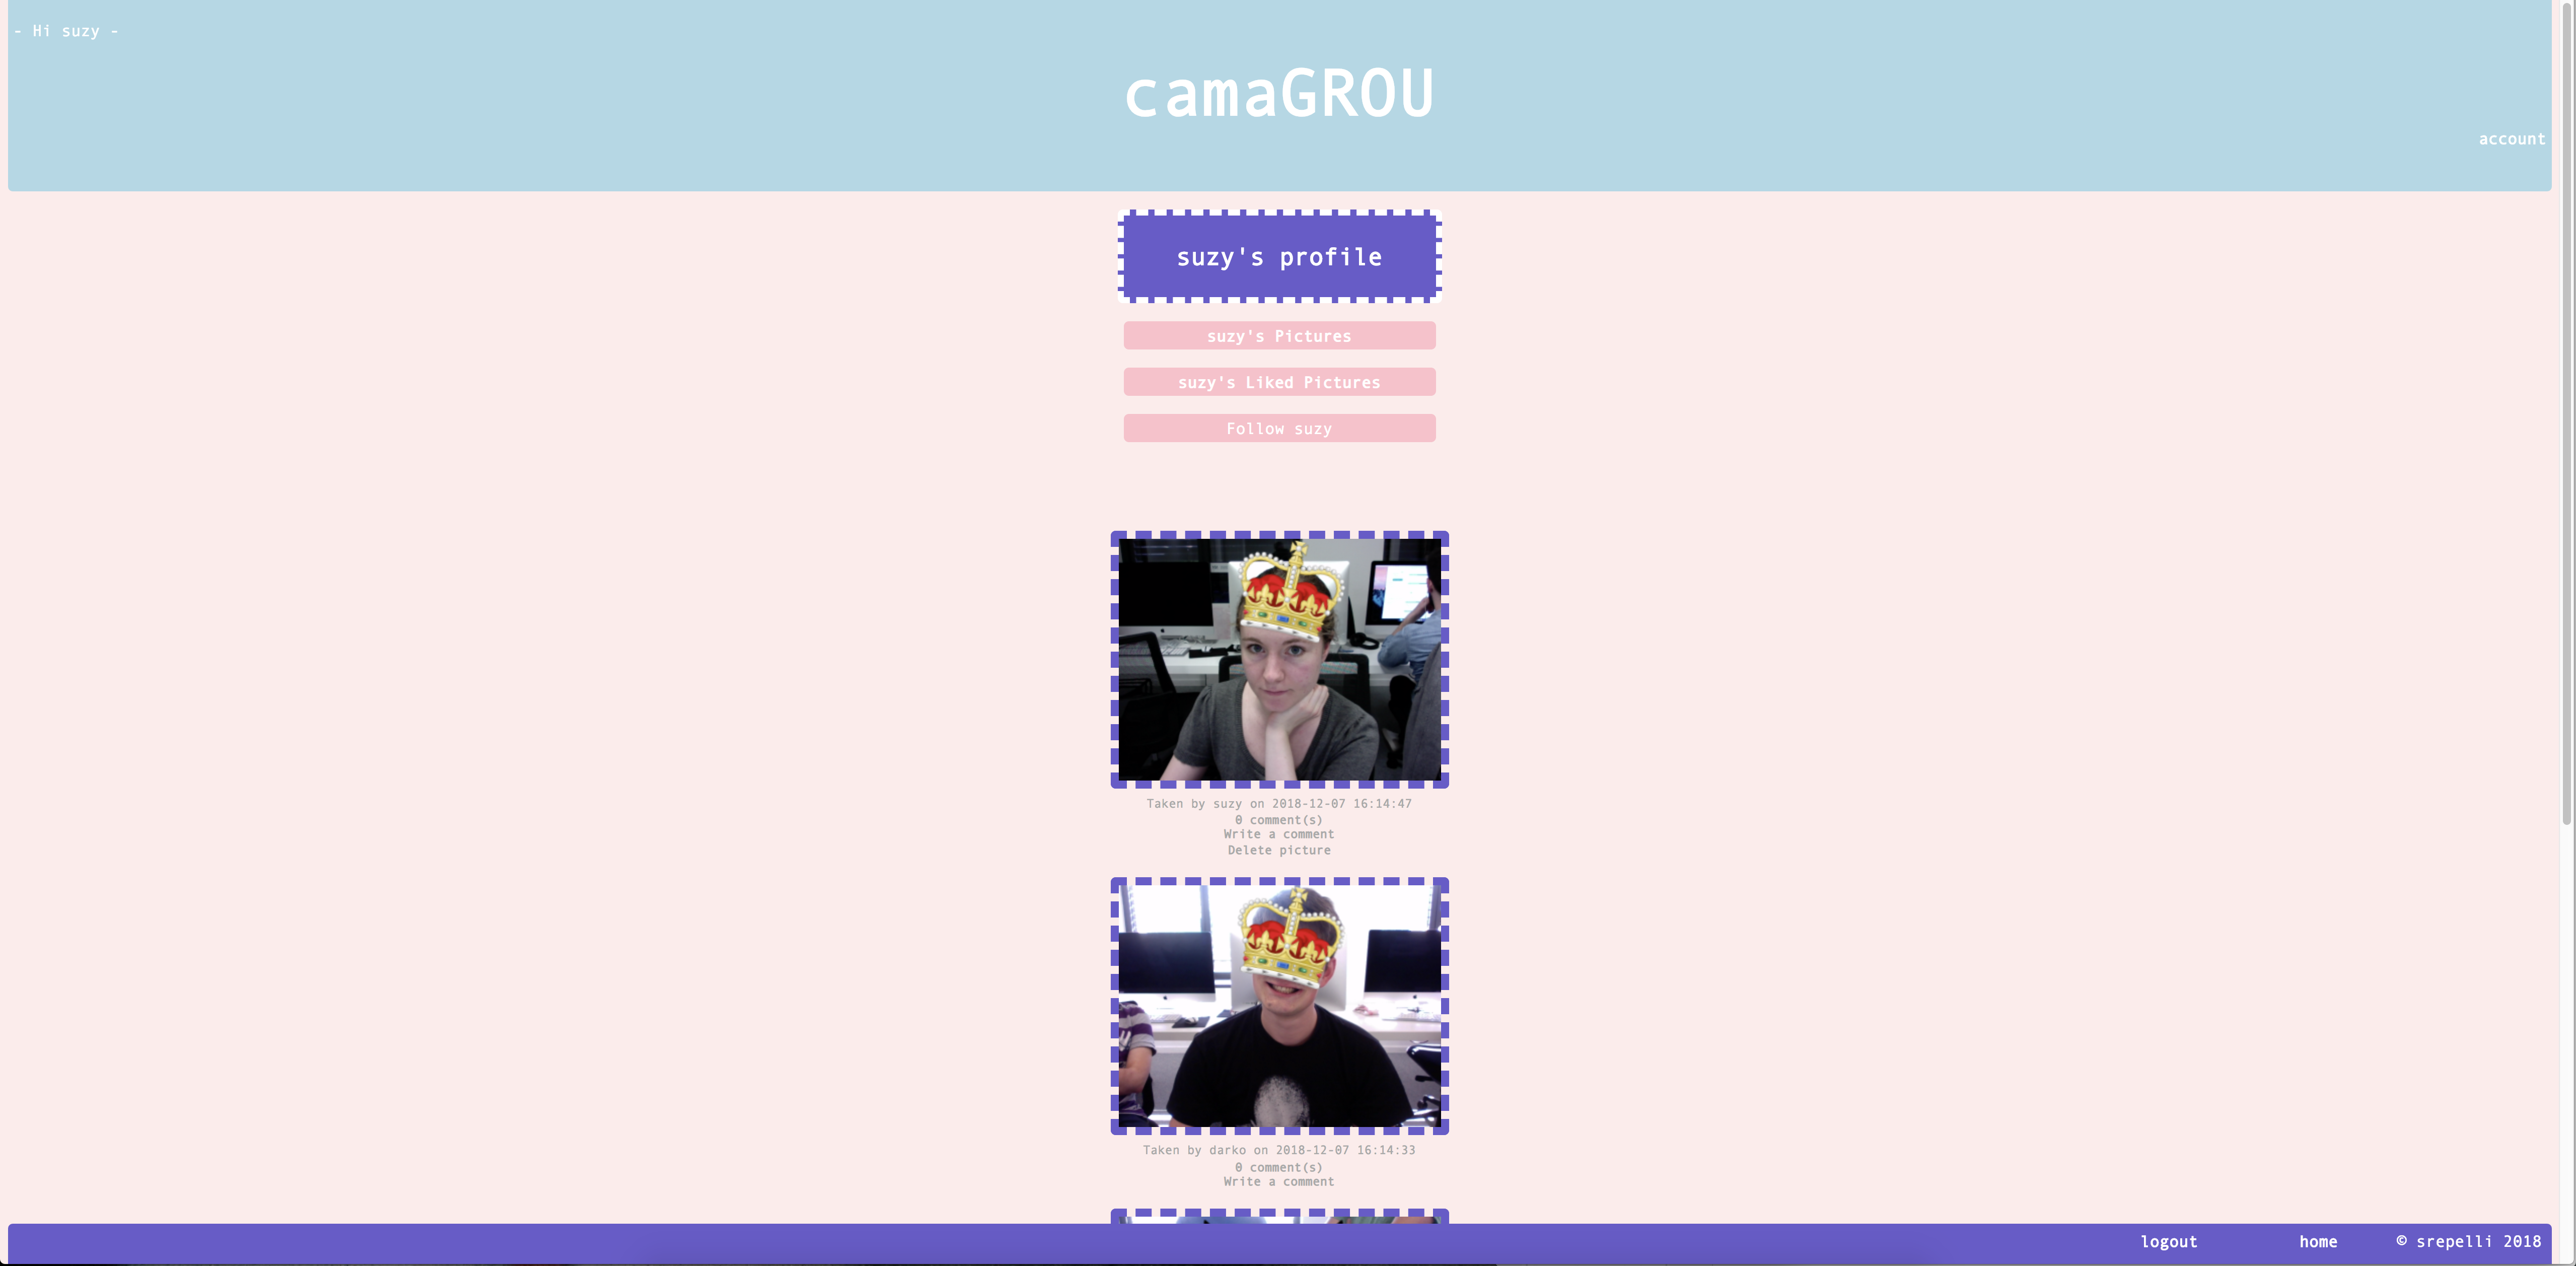 - Hi suzy -
camaGROU
account
suzy's profile
suzy's Pictures
suzy's Liked Pictures
Follow suzy
Taken by suzy on 2018-12-07 16:14:47
0 comment(s)
Write a comment
Delete picture
Taken by darko on 2018-12-07 16:14:33
0 comment(s)
Write a comment
logout home © srepelli 2018